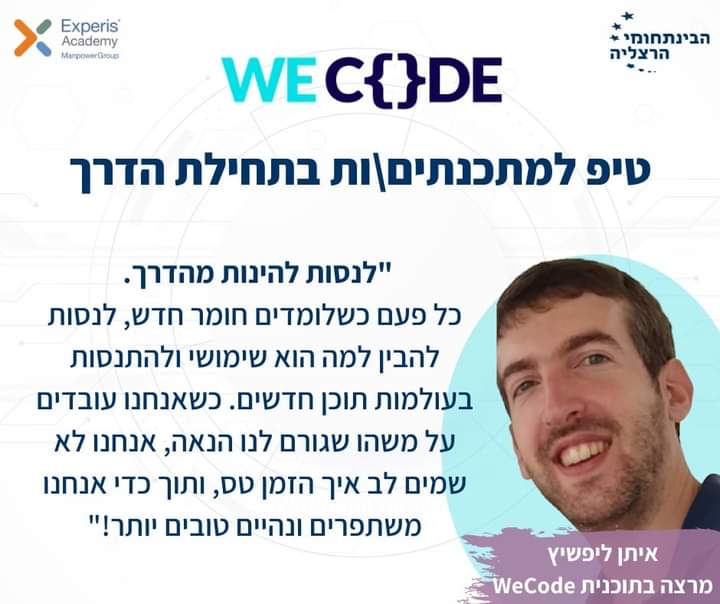 Experis®
Academy
ManpowerGroup
הבינתחומי
הרצליה
WE C{}DE
טיפ למתכנתים\ות בתחילת הדרך
"לנסות להינות מהדרך.
כל פעם כשלומדים חומר חדש, לנסות
להבין למה הוא שימושי ולהתנסות
בעולמות תוכן חדשים. כשאנחנו עובדים
על משהו שגורם לנו הנאה, אנחנו לא
שמים לב איך הזמן טס, ותוך כדי אנחנו
משתפרים ונהיים טובים יותר!"
איתן ליפשיץ
מרצה בתוכנית WeCode